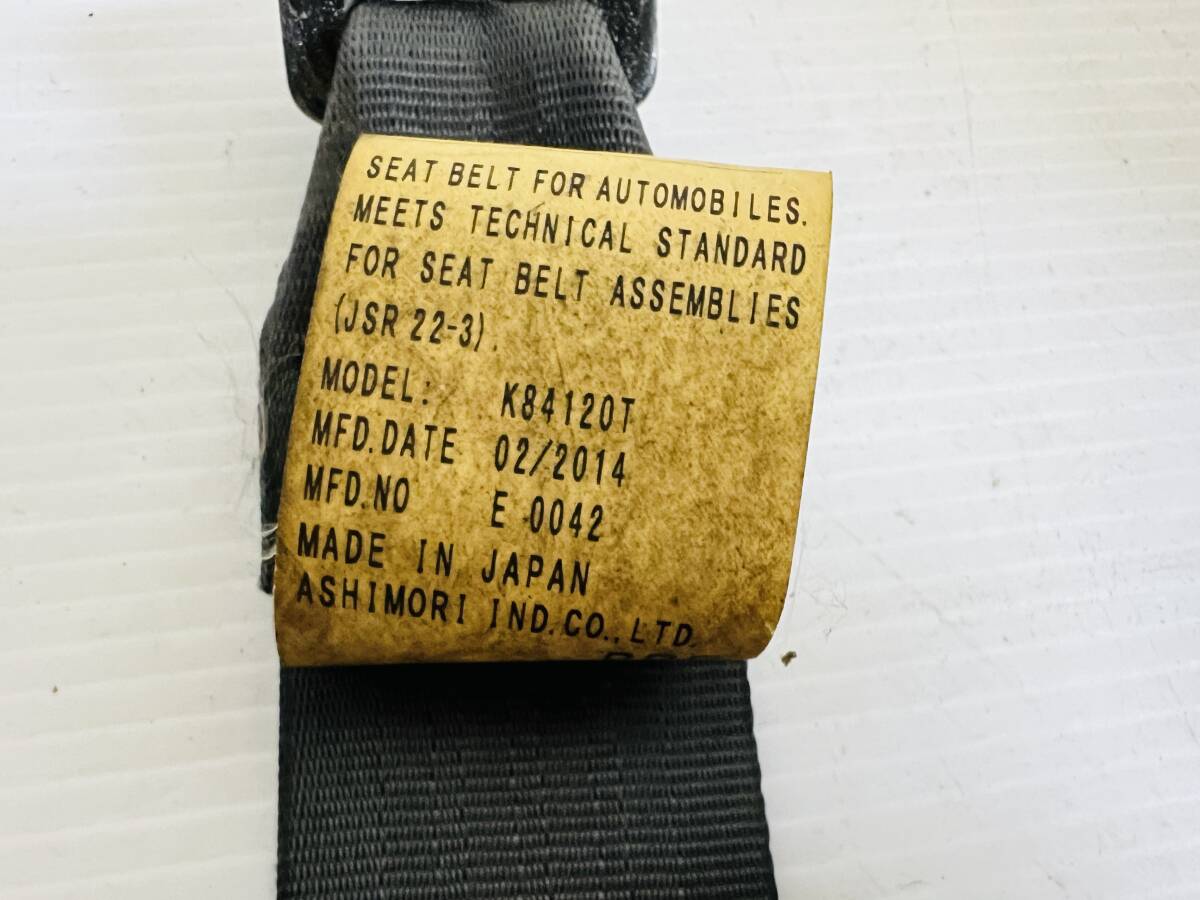 SEAT BELT FOR AUTOMOBILES.
MEETS TECHNICAL STANDARD
FOR SEAT BELT ASSEMBLIES
(JSR 22-3).
MODEL: K84120T
MFD.DATE 02/2014
MFD.NO E 0042
MADE IN JAPAN
ASHIMORI IND.CO.,LTD.